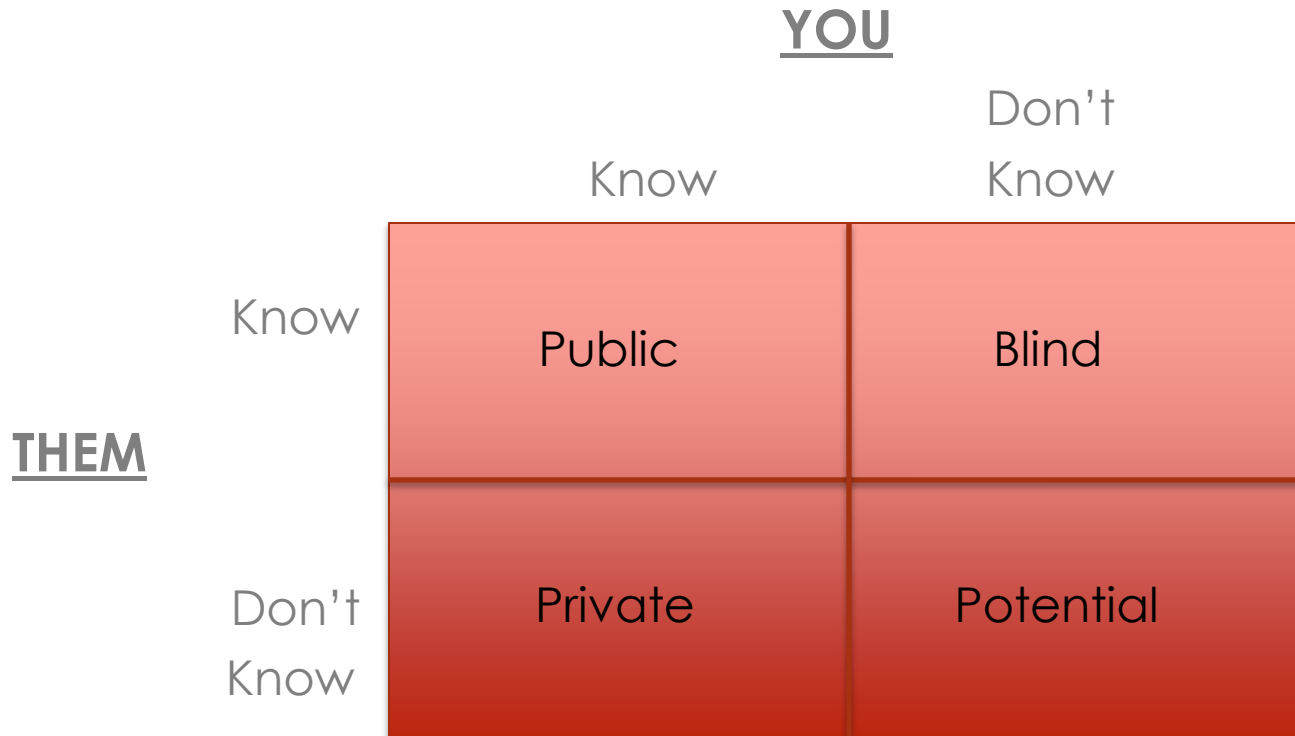 YOU
Don’t
Know Know
Know
Public Blind
THEM
Don’t
Private Potential
Know